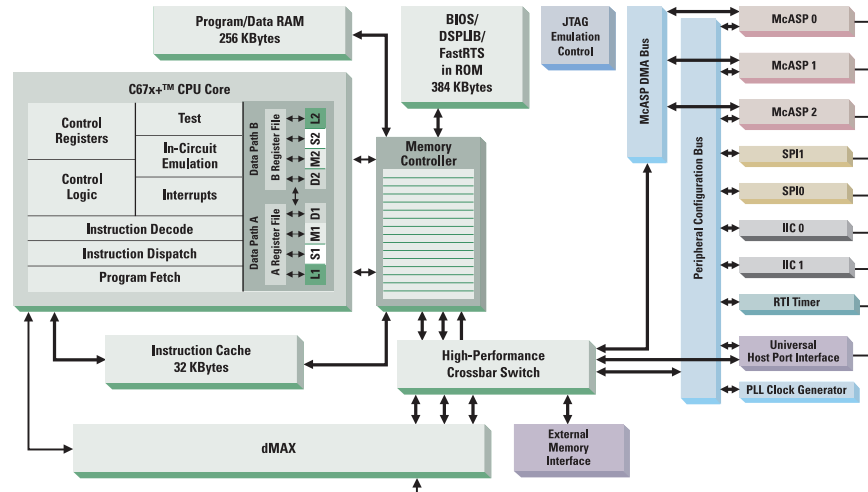 Program/Data RAM
256 KBytes
BIOS/
DSPLIB/
FastRTS
in ROM
384 KBytes
JTAG
Emulation
Control
McASP DMA Bus
Peripheral Configuration Bus
McASP 0
McASP 1
McASP 2
SPI1
SPI0
IIC 0
IIC 1
RTI Timer
Universal
Host Port Interface
PLL Clock Generator
C67x+™ CPU Core
Control
Registers
Test
In-Circuit
Emulation
Control
Logic
Interrupts
Instruction Decode
Instruction Dispatch
Program Fetch
Data Path B
B Register File
L2
S2
M2
D2
Data Path A
A Register File
D1
M1
S1
L1
Memory
Controller
Instruction Cache
32 KBytes
High-Performance
Crossbar Switch
dMAX
External
Memory
Interface